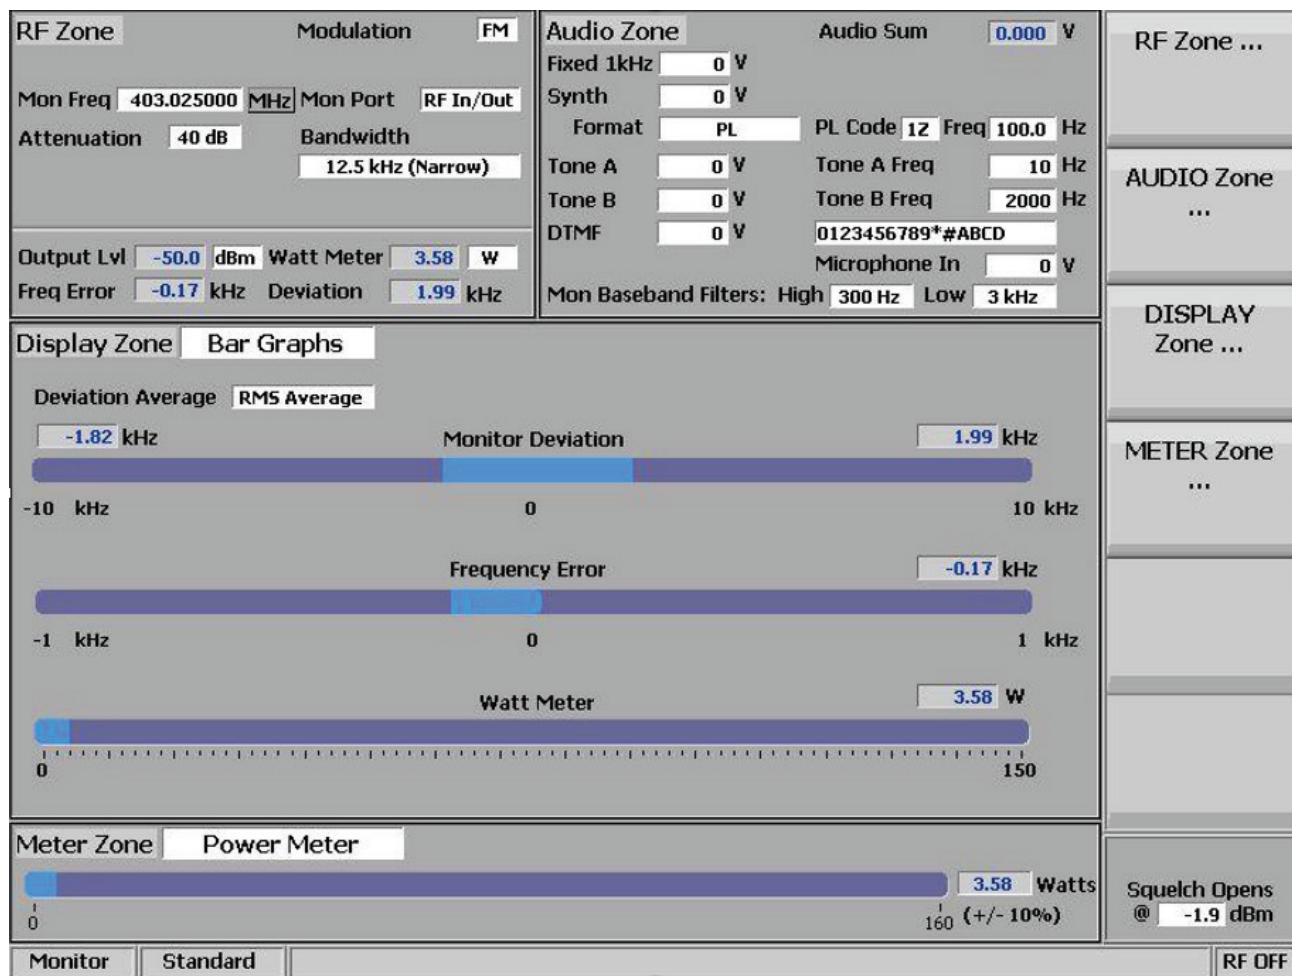 RF Zone Modulation FM
Mon Freq 403.025000 MHz Mon Port RF In/Out
Attenuation 40 dB Bandwidth
12.5 kHz (Narrow)
Output Lvl -50.0 dBm Watt Meter 3.58 W
Freq Error -0.17 kHz Deviation 1.99 kHz
Audio Zone Audio Sum 0.000 V
Fixed 1kHz 0 V
Synth 0 V
Format PL PL Code 1Z Freq 100.0 Hz
Tone A 0 V Tone A Freq 10 Hz
Tone B 0 V Tone B Freq 2000 Hz
DTMF 0 V 0123456789*#ABCD
Microphone In 0 V
Mon Baseband Filters: High 300 Hz Low 3 kHz
Display Zone Bar Graphs
Deviation Average RMS Average
-1.82 kHz Monitor Deviation 1.99 kHz
-10 kHz 0 10 kHz
Frequency Error -0.17 kHz
-1 kHz 0 1 kHz
Watt Meter 3.58 W
0 150
Meter Zone Power Meter
3.58 Watts
0 160 (+/- 10%)
RF Zone ...
AUDIO Zone
...
DISPLAY
Zone ...
METER Zone
...
Squelch Opens
@ -1.9 dBm
Monitor Standard RF OFF